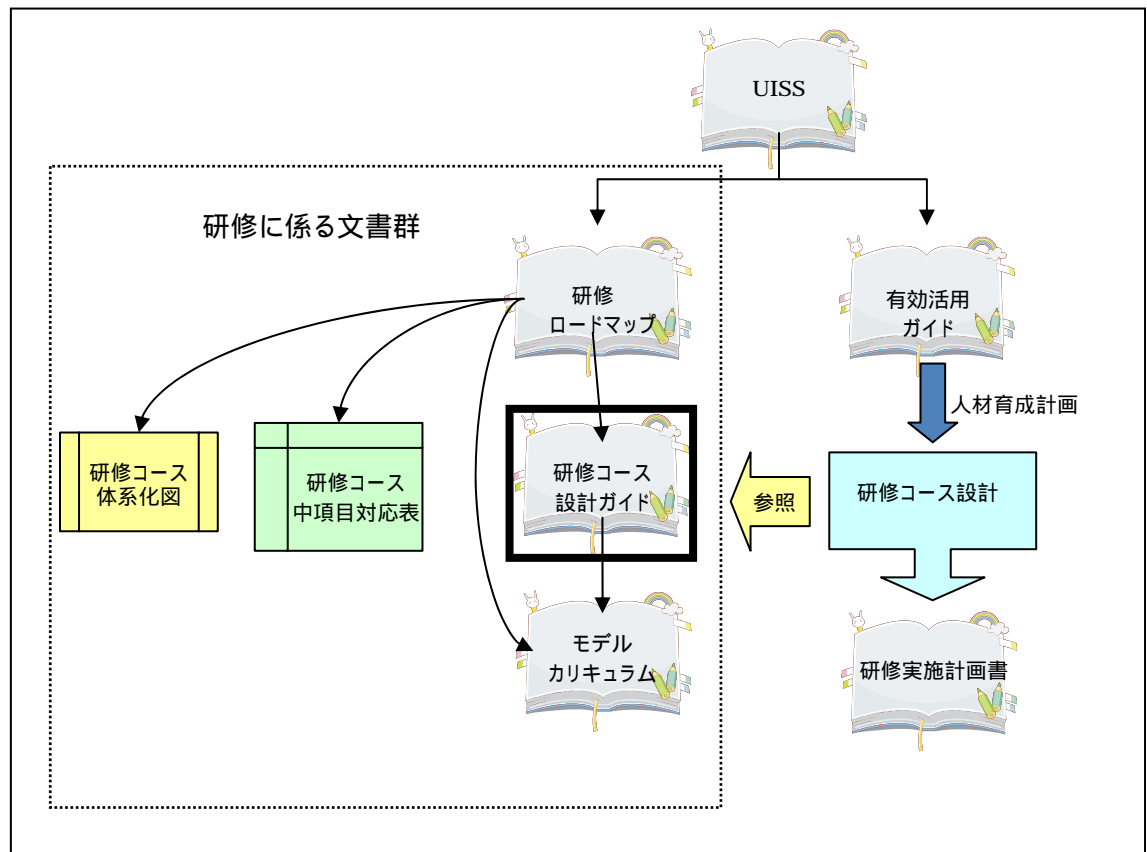 UISS
研修に係る文書群
研修
ロードマップ
有効活用
ガイド
人材育成計画
研修コース
体系化図
研修コース
中項目対応表
研修コース
設計ガイド
参照
研修コース設計
モデル
カリキュラム
研修実施計画書